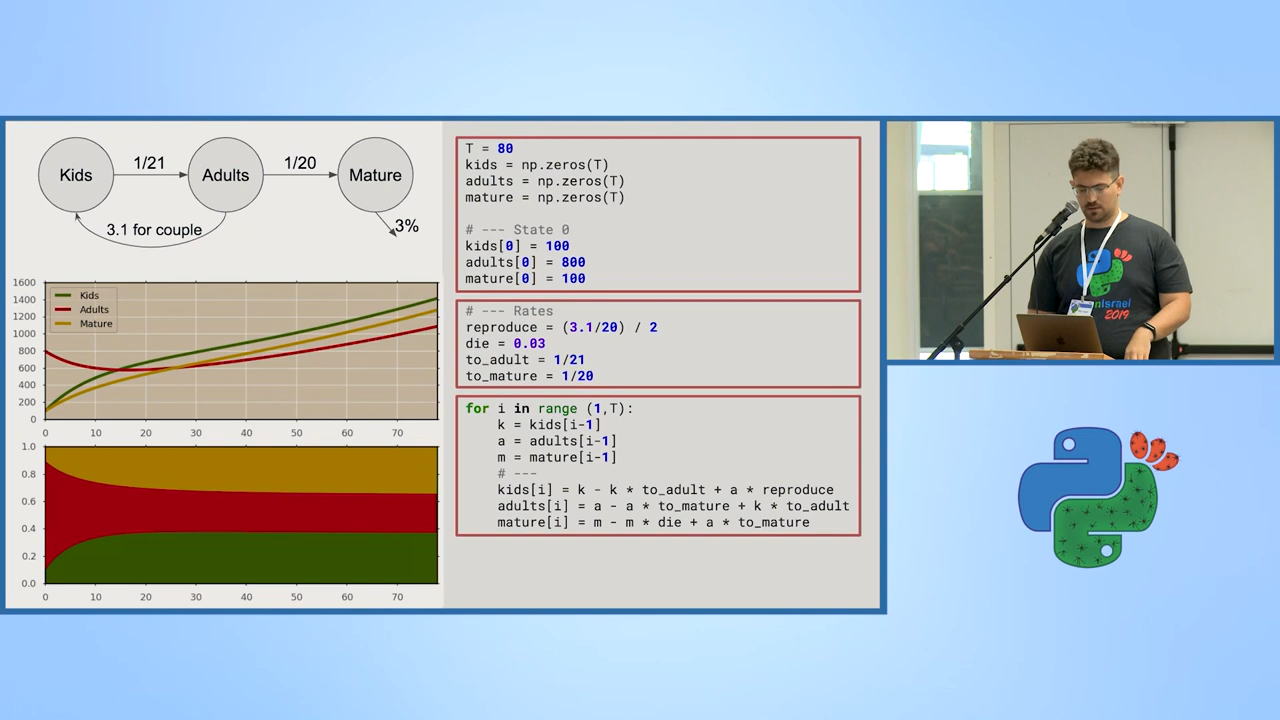 Kids
1/21
Adults
1/20
Mature
3.1 for couple
3%
1600
1400
1200
1000
800
600
400
200
0
Kids
Adults
Mature
0 10 20 30 40 50 60 70
1.0
0.8
0.6
0.4
0.2
0.0
0 10 20 30 40 50 60 70
T = 80
kids = np.zeros(T)
adults = np.zeros(T)
mature = np.zeros(T)
# --- State 0
kids[0] = 100
adults[0] = 800
mature[0] = 100
# --- Rates
reproduce = (3.1/20) / 2
die = 0.03
to_adult = 1/21
to_mature = 1/20
for i in range (1,T):
k = kids[i-1]
a = adults[i-1]
m = mature[i-1]
# ---
kids[i] = k - k * to_adult + a * reproduce
adults[i] = a - a * to_mature + k * to_adult
mature[i] = m - m * die + a * to_mature
nIsrael
2019